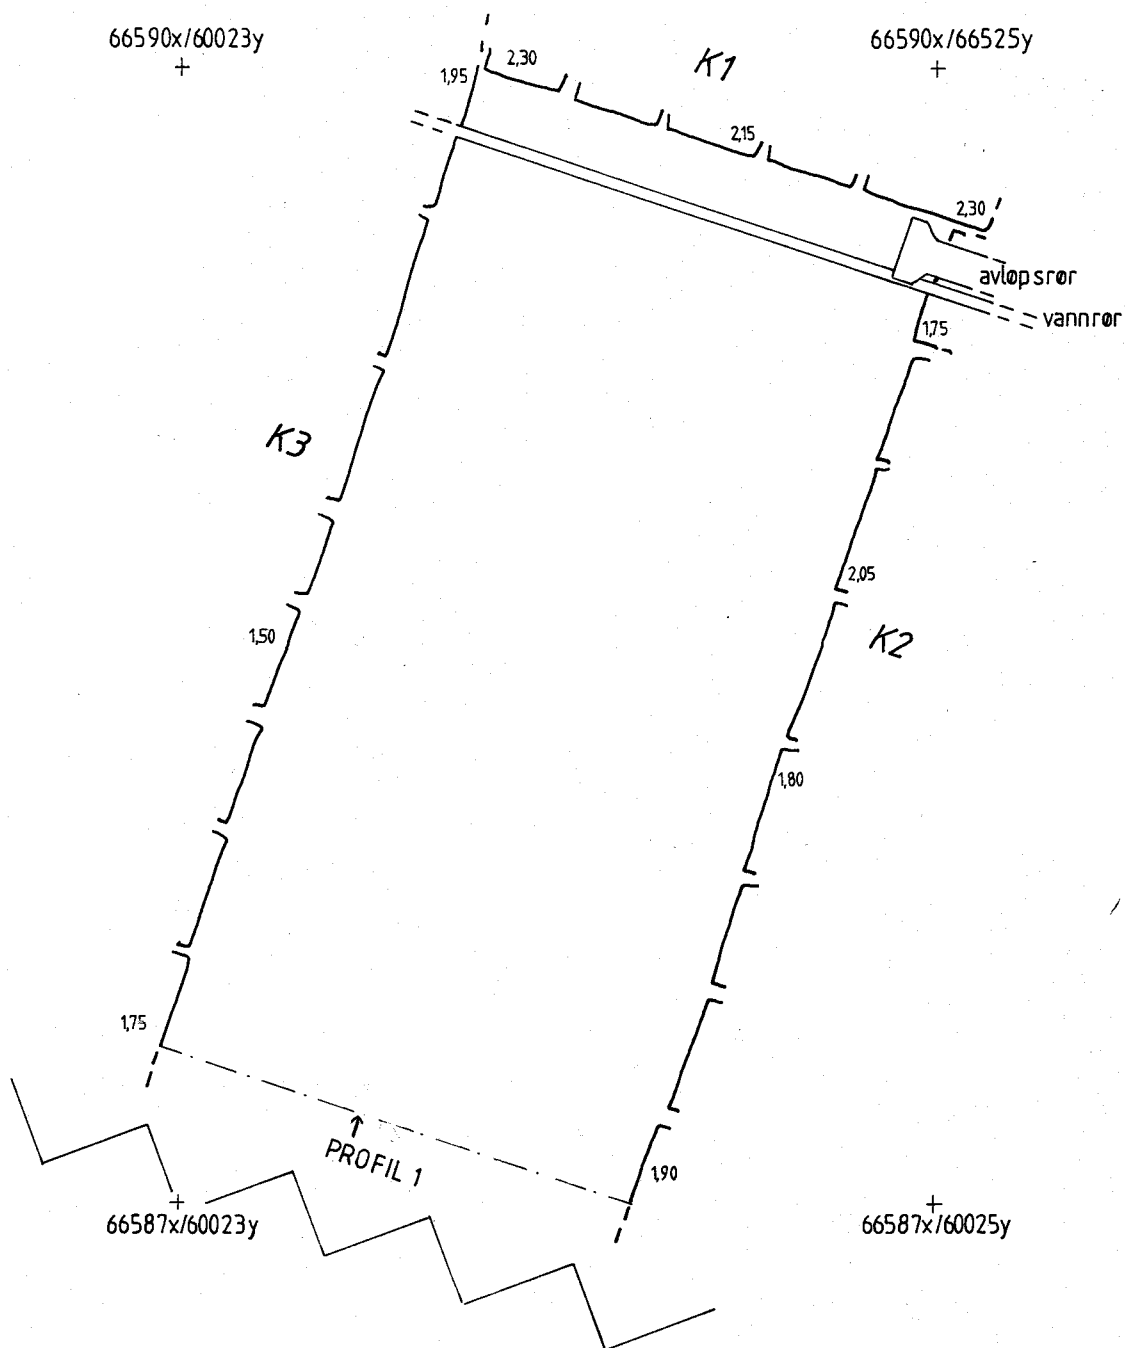 66590x/60023y
66590x/66525y
K1
2,30
1,95
2,15
2,30
avløpsrør
vannrør
1,75
K3
2,05
1,50
K2
1,80
1,75
PROFIL 1
1,90
66587x/60023y
66587x/60025y